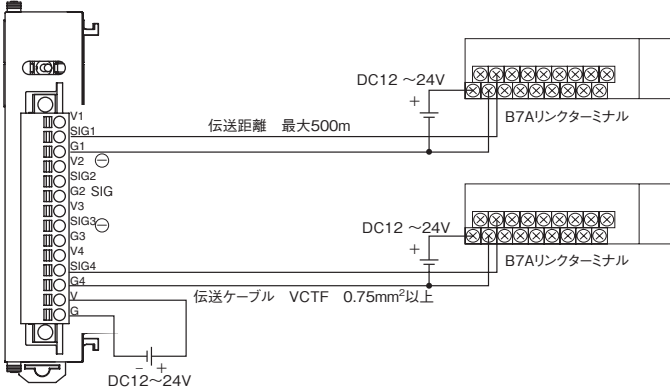 DC12 ～24V
+
B7Aリンクターミナル
伝送距離　最大500m
V1
SIG1
G1
V2 ⊖
SIG2
G2 SIG
V3
SIG3 ⊖
G3
V4
SIG4
G4
V
G
DC12 ～24V
+
B7Aリンクターミナル
伝送ケーブル　VCTF　0.75mm²以上
− +
DC12～24V